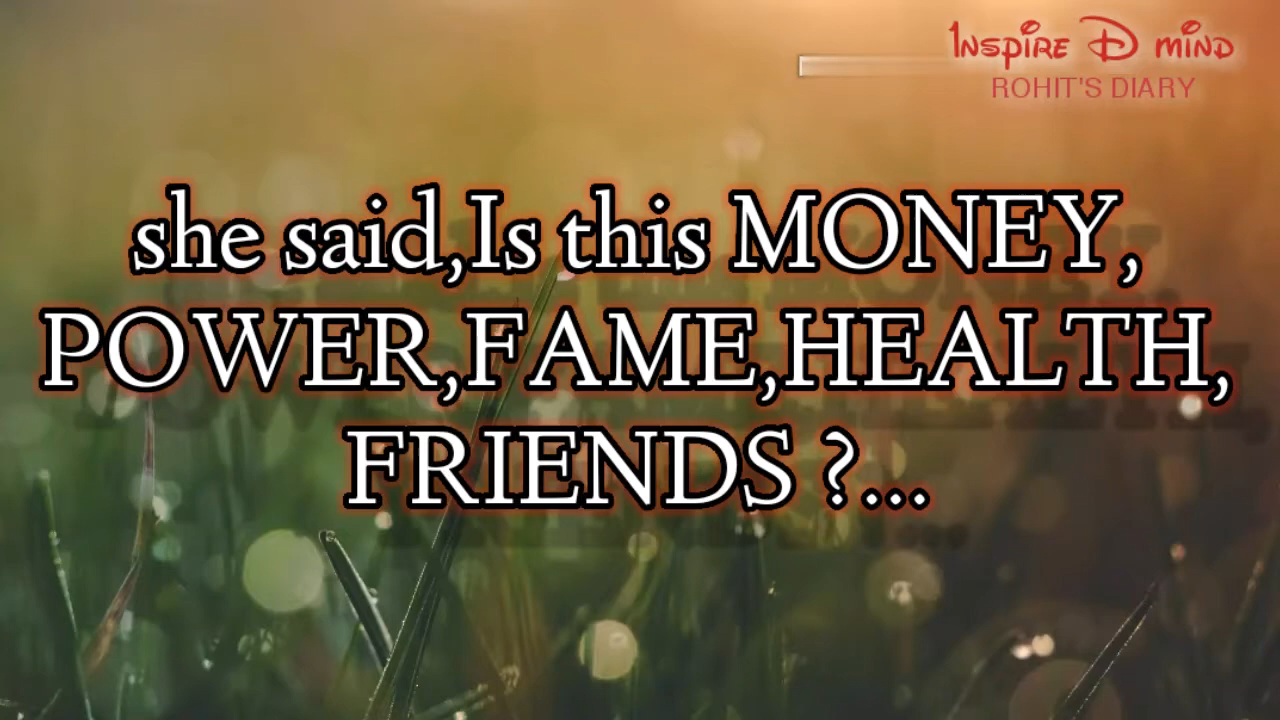 Inspire D mind
ROHIT'S DIARY
she said,Is this MONEY,
POWER,FAME,HEALTH,
FRIENDS ?...